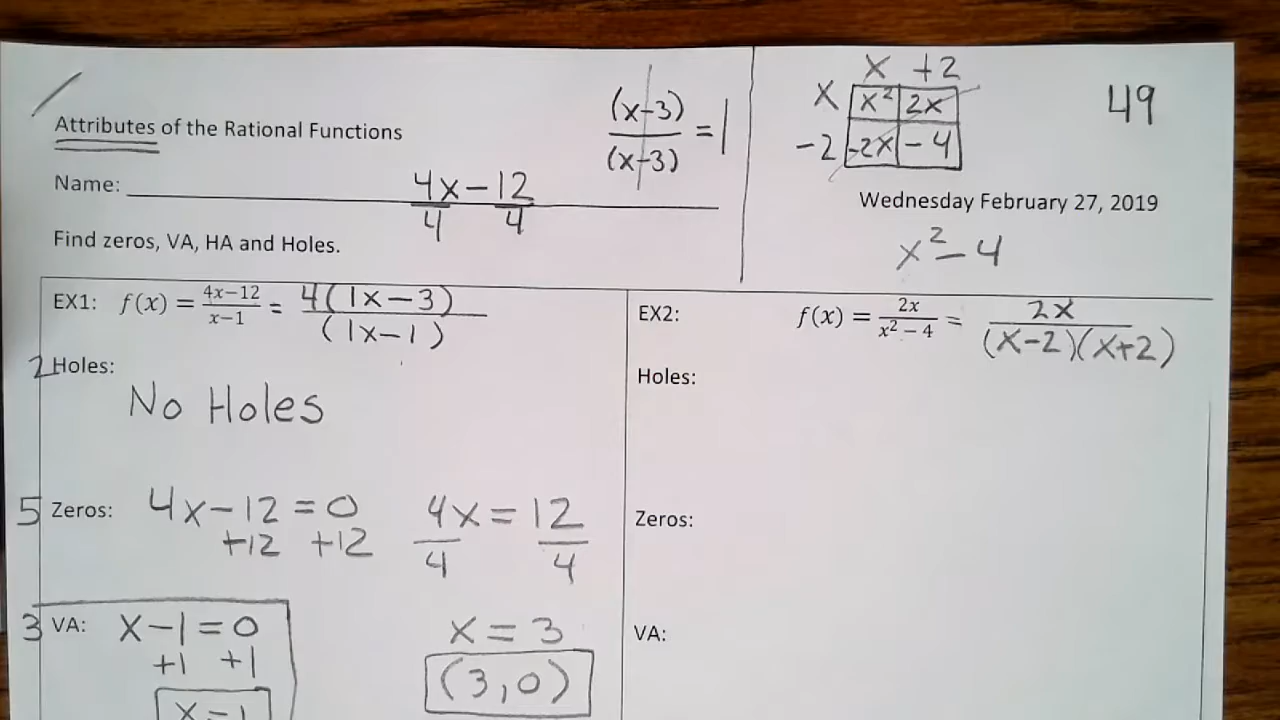 x +2
x x² 2x
-2 -2x -4
49
(x-3)
(x-3)
= 1
Attributes of the Rational Functions
Name:
4x - 12
4 4
Wednesday February 27, 2019
x² - 4
Find zeros, VA, HA and Holes.
EX1: f(x) = 4x-12 / x-1 = 4(1x-3) / (1x-1)
2 Holes:
No Holes
5 Zeros: 4x-12 = 0
+12 +12
4x = 12
4 4
x = 3
(3,0)
3 VA: x-1=0
+1 +1
x=1
EX2: f(x) = 2x / x² - 4 = 2x / (x-2)(x+2)
Holes:
Zeros:
VA: